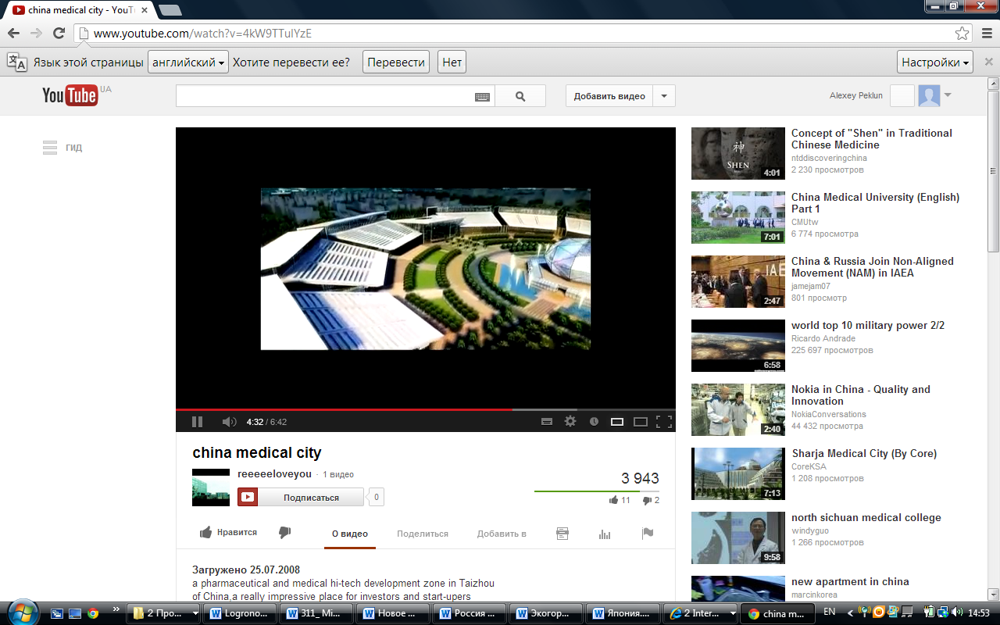 china medical city - YouTu
www.youtube.com/watch?v=4kW9TTulYzE
Язык этой страницы английский Хотите перевести ее? Перевести Нет Настройки
YouTube UA
Добавить видео
Alexey Peklun
ГИД
4:32 / 6:42
china medical city
reeeeeloveyou · 1 видео
Подписаться 0
3 943
11 2
Нравится
О видео Поделиться Добавить в
Загружено 25.07.2008
a pharmaceutical and medical hi-tech development zone in Taizhou
of China,a really impressive place for investors and start-upers
神
SHEN
4:01
Concept of "Shen" in Traditional
Chinese Medicine
ntddiscoveringchina
2 230 просмотров
7:01
China Medical University (English)
Part 1
CMUtw
6 774 просмотра
IAE
2:47
China & Russia Join Non-Aligned
Movement (NAM) in IAEA
jamejam07
801 просмотр
6:58
world top 10 military power 2/2
Ricardo Andrade
225 697 просмотров
2:40
Nokia in China - Quality and
Innovation
NokiaConversations
44 432 просмотра
7:13
Sharja Medical City (By Core)
CoreKSA
1 208 просмотров
9:58
north sichuan medical college
windyguo
1 266 просмотров
new apartment in china
marcinkorea
2 Про... Logrono... 311_ Mi... Новое ... Россия ... Экогор... Япония.... 2 Inter... china m... EN 14:53